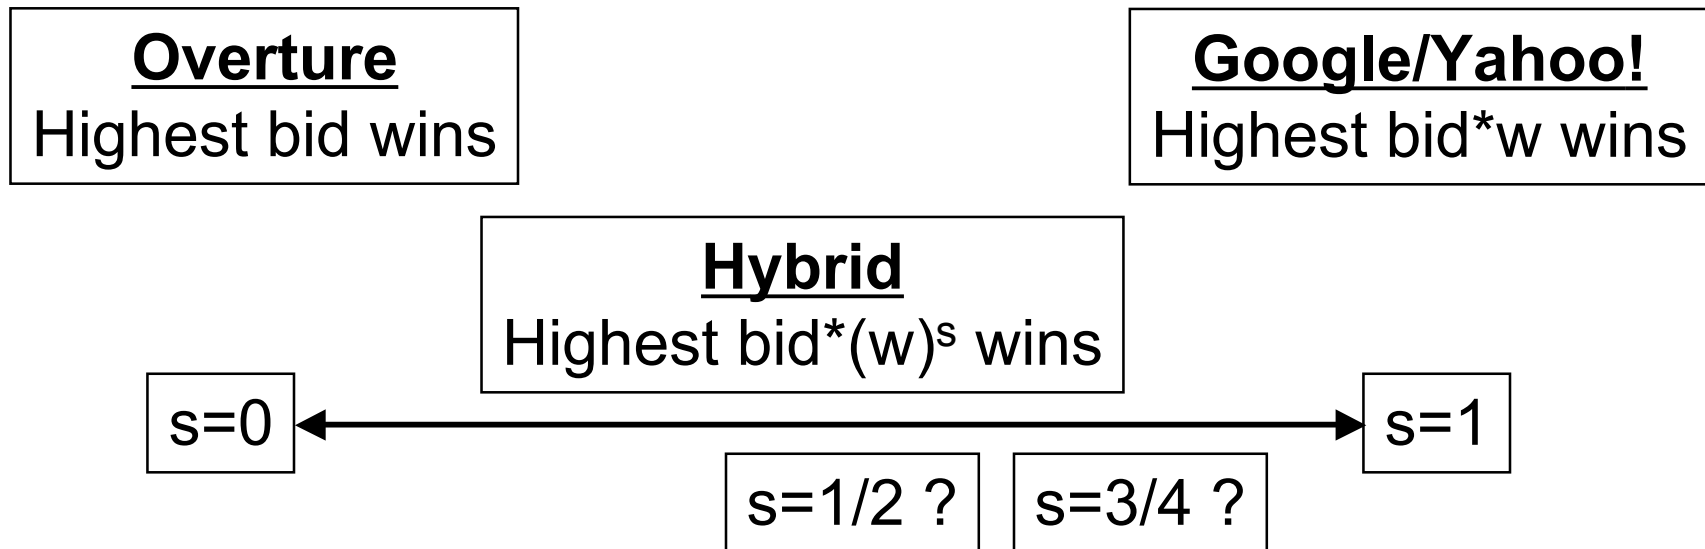 Overture
Highest bid wins
Google/Yahoo!
Highest bid*w wins
Hybrid
Highest bid*(w)ˢ wins
s=0
s=1
s=1/2 ?
s=3/4 ?